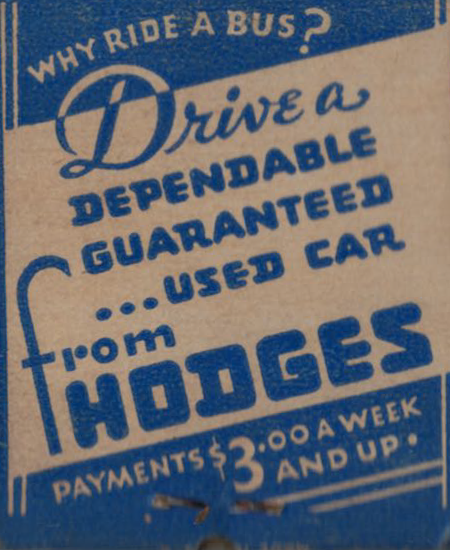 WHY RIDE A BUS?
Drive a
DEPENDABLE
GUARANTEED
...USED CAR
from
HODGES
PAYMENTS $3.00 A WEEK
AND UP.